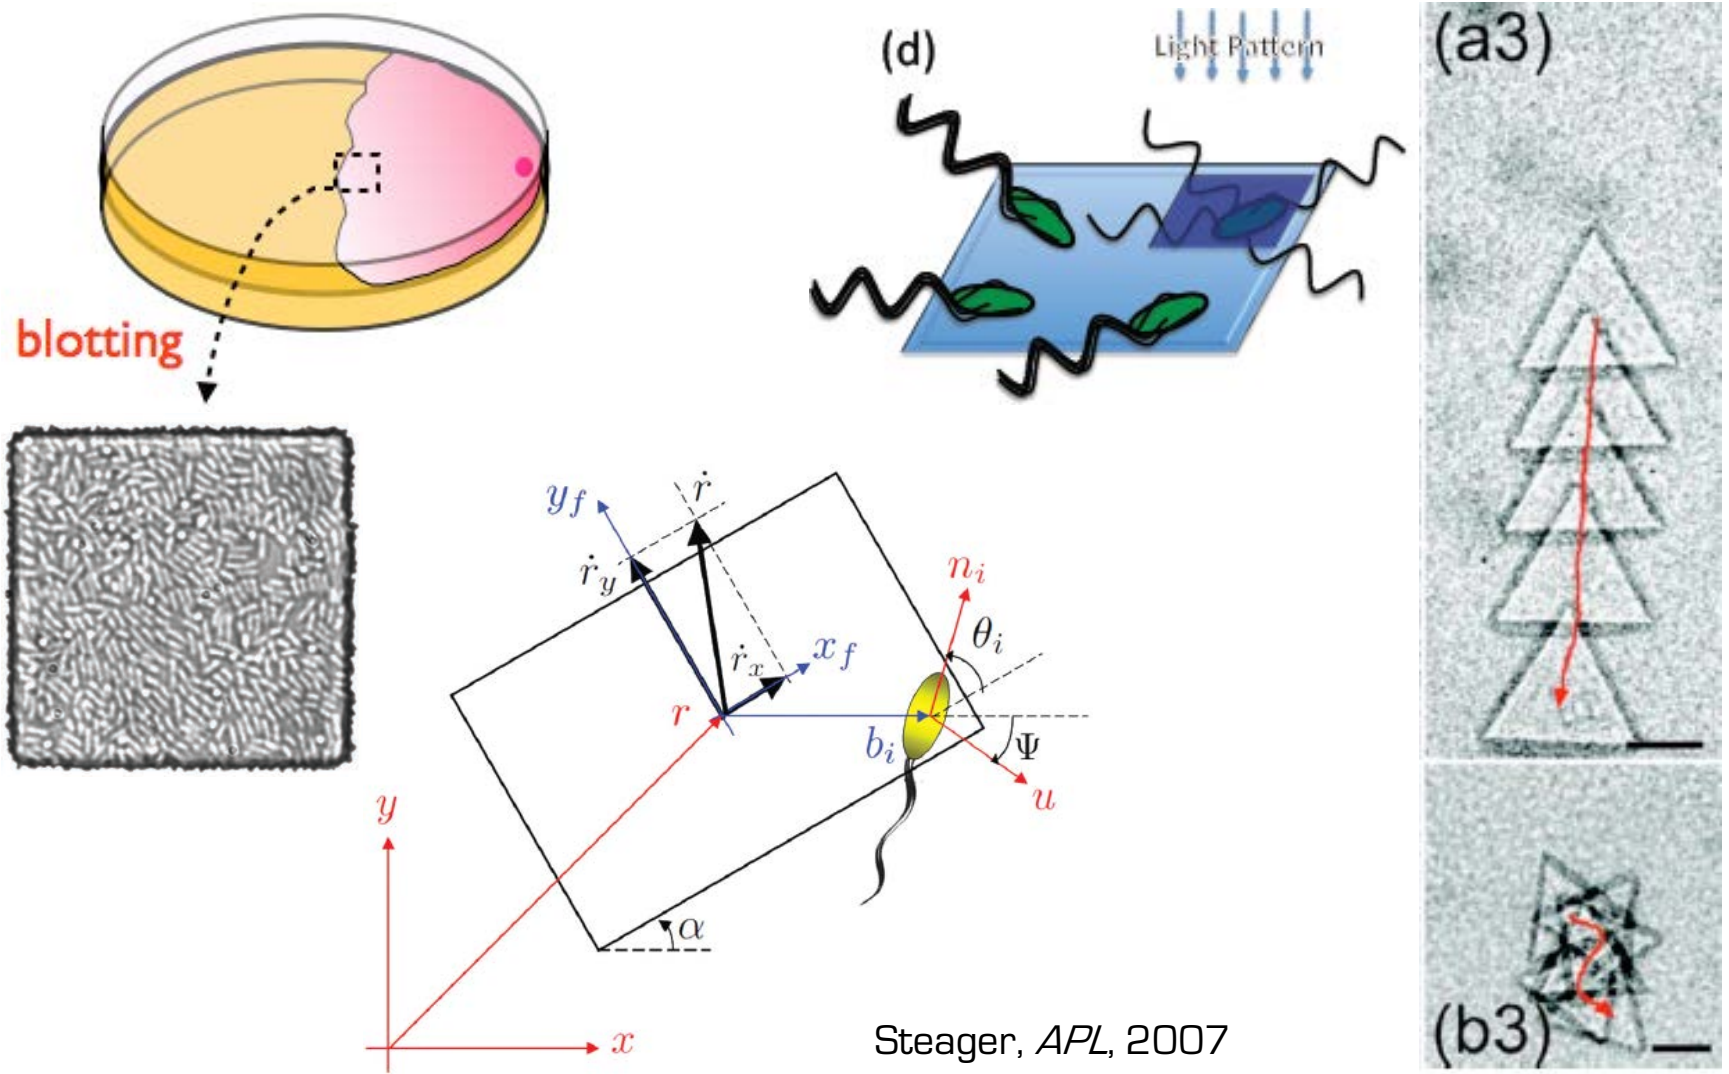 blotting
(d)
Light Pattern
(a3)
y_f
ṙ
ṙ_y
n_i
θ_i
ṙ_x
x_f
r
b_i
Ψ
u
y
α
x
Steager, APL, 2007
(b3)